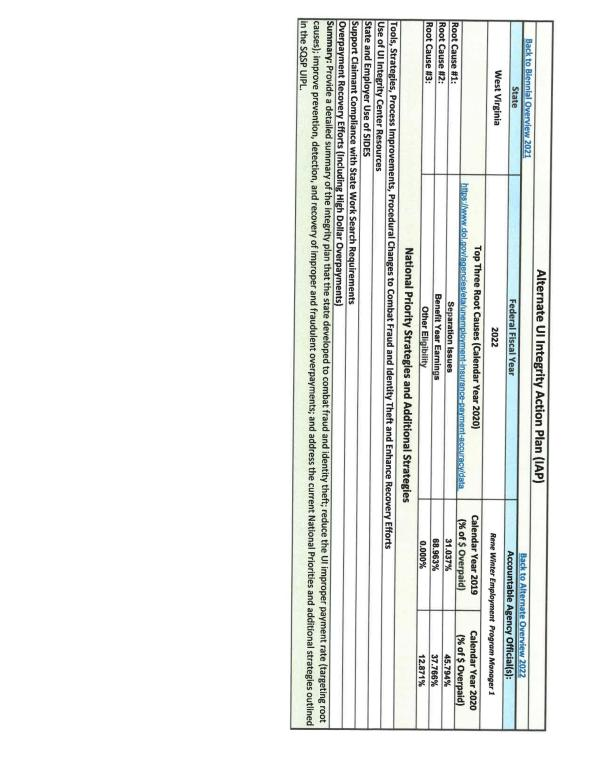 Alternate UI Integrity Action Plan (IAP)
Back to Biennial Overview 2021 Back to Alternate Overview 2022
State Federal Fiscal Year Accountable Agency Official(s):
West Virginia 2022 Rene Winter Employment Program Manager 1
Top Three Root Causes (Calendar Year 2020) Calendar Year 2019 Calendar Year 2020
https://www.dol.gov/agencies/eta/unemployment-insurance-payment-accuracy/data (% of $ Overpaid) (% of $ Overpaid)
Root Cause #1: Separation Issues 31.037% 45.794%
Root Cause #2: Benefit Year Earnings 68.963% 37.766%
Root Cause #3: Other Eligibility 0.000% 12.871%
National Priority Strategies and Additional Strategies
Tools, Strategies, Process Improvements, Procedural Changes to Combat Fraud and Identity Theft and Enhance Recovery Efforts
Use of UI Integrity Center Resources
State and Employer Use of SIDES
Support Claimant Compliance with State Work Search Requirements
Overpayment Recovery Efforts (Including High Dollar Overpayments)
Summary: Provide a detailed summary of the integrity plan that the state developed to combat fraud and identity theft; reduce the UI improper payment rate (targeting root
causes); improve prevention, detection, and recovery of improper and fraudulent overpayments; and address the current National Priorities and additional strategies outlined
in the SQSP UIPL.